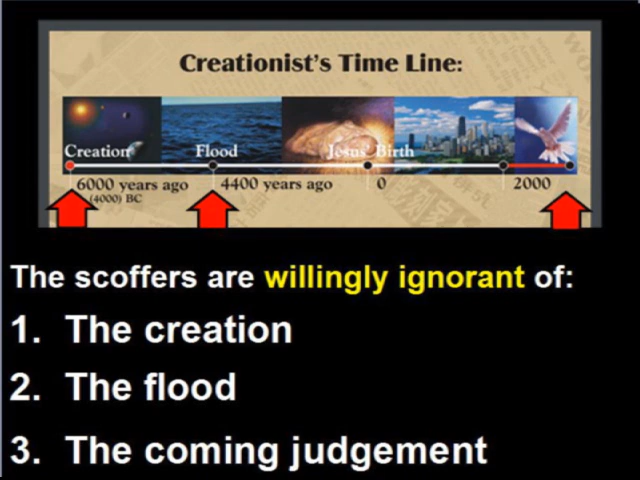 Creationist's Time Line:
Creation Flood Jesus' Birth
6000 years ago 4400 years ago 0 2000
(4000) BC
The scoffers are willingly ignorant of:
1. The creation
2. The flood
3. The coming judgement